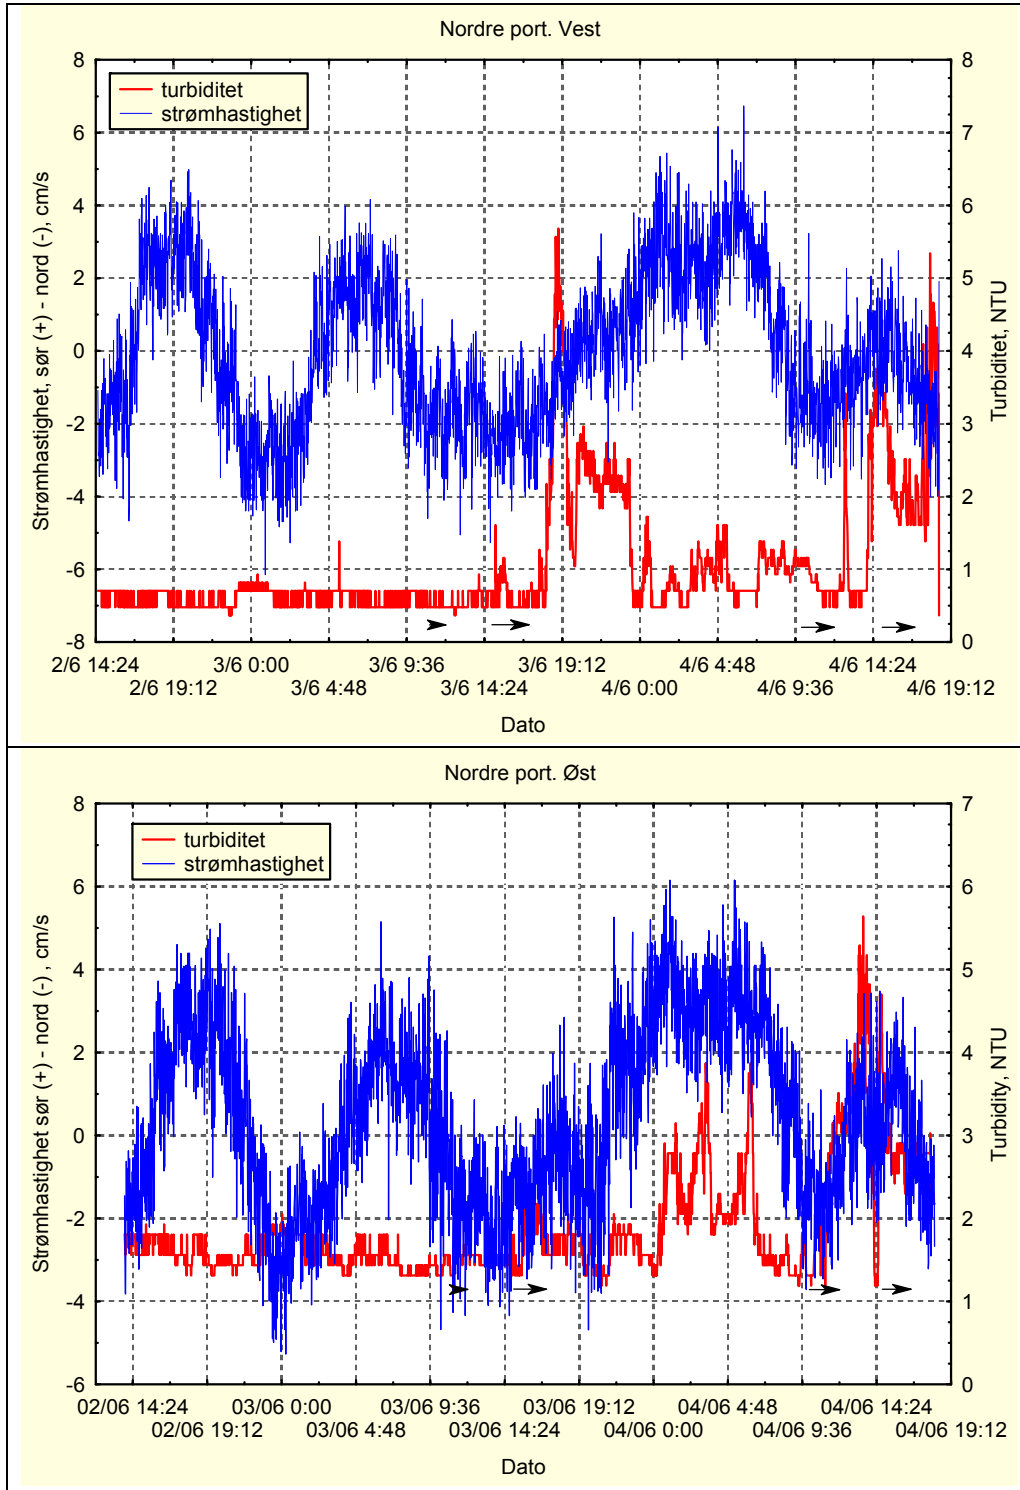 Nordre port. Vest
8
6
4
2
0
-2
-4
-6
-8
Strømhastighet, sør (+) - nord (-), cm/s
turbiditet
strømhastighet
8
7
6
5
4
3
2
1
0
Turbiditet, NTU
2/6 14:24 3/6 0:00 3/6 9:36 3/6 19:12 4/6 4:48 4/6 14:24
2/6 19:12 3/6 4:48 3/6 14:24 4/6 0:00 4/6 9:36 4/6 19:12
Dato
Nordre port. Øst
8
6
4
2
0
-2
-4
-6
Strømhastighet sør (+) - nord (-) , cm/s
turbiditet
strømhastighet
7
6
5
4
3
2
1
0
Turbidity, NTU
02/06 14:24 03/06 0:00 03/06 9:36 03/06 19:12 04/06 4:48 04/06 14:24
02/06 19:12 03/06 4:48 03/06 14:24 04/06 0:00 04/06 9:36 04/06 19:12
Dato